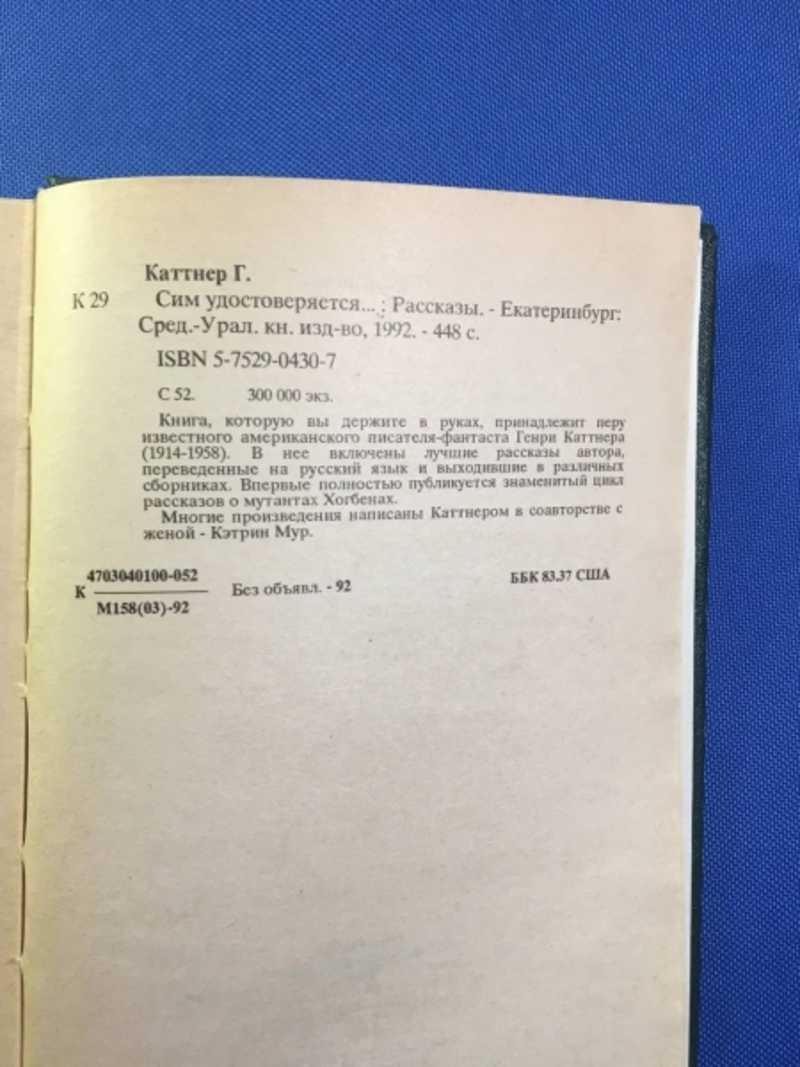 Каттнер Г.
К 29 Сим удостоверяется... : Рассказы. - Екатеринбург:
Сред.-Урал. кн. изд-во, 1992. - 448 с.
ISBN 5-7529-0430-7
С 52. 300 000 экз.
Книга, которую вы держите в руках, принадлежит перу
известного американского писателя-фантаста Генри Каттнера
(1914-1958). В нее включены лучшие рассказы автора,
переведенные на русский язык и выходившие в различных
сборниках. Впервые полностью публикуется знаменитый цикл
рассказов о мутантах Хогбенах.
Многие произведения написаны Каттнером в соавторстве с
женой - Кэтрин Мур.
4703040100-052
К Без объявл. - 92 ББК 83.37 США
М158(03)-92